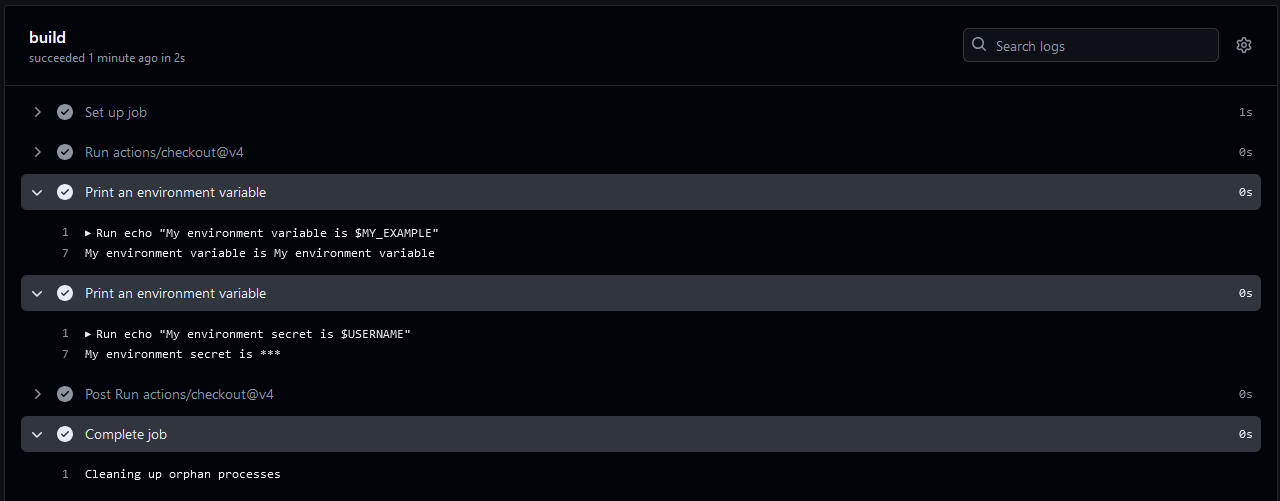 build
succeeded 1 minute ago in 2s
Search logs
Set up job 1s
Run actions/checkout@v4 0s
Print an environment variable 0s
1 ▸ Run echo "My environment variable is $MY_EXAMPLE"
7 My environment variable is My environment variable
Print an environment variable 0s
1 ▸ Run echo "My environment secret is $USERNAME"
7 My environment secret is ***
Post Run actions/checkout@v4 0s
Complete job 0s
1 Cleaning up orphan processes